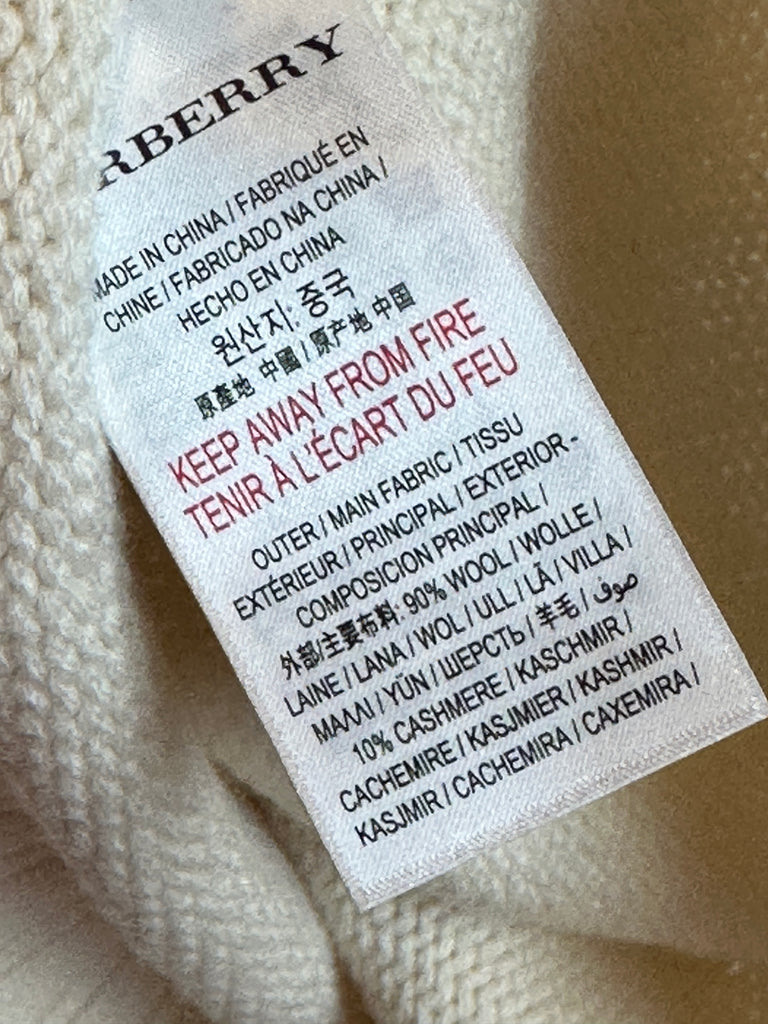 RBERRY
MADE IN CHINA / FABRIQUÉ EN
CHINE / FABRICADO NA CHINA /
HECHO EN CHINA
원산지: 중국
原產地 中國 / 原产地 中国
KEEP AWAY FROM FIRE
TENIR À L'ÉCART DU FEU
OUTER / MAIN FABRIC / TISSU
EXTÉRIEUR / PRINCIPAL / EXTERIOR -
COMPOSICION PRINCIPAL /
外部/主要布料: 90% WOOL / WOLLE /
LAINE / LANA / WOL / ULL / LÃ / VILLA /
ΜΑΛΛΙ / YÜN / ШЕРСТЬ / 羊毛 / صوف
10% CASHMERE / KASCHMIR /
CACHEMIRE / KASJMIER / KASHMIR /
KASJMIR / CACHEMIRA / CAXEMIRA /